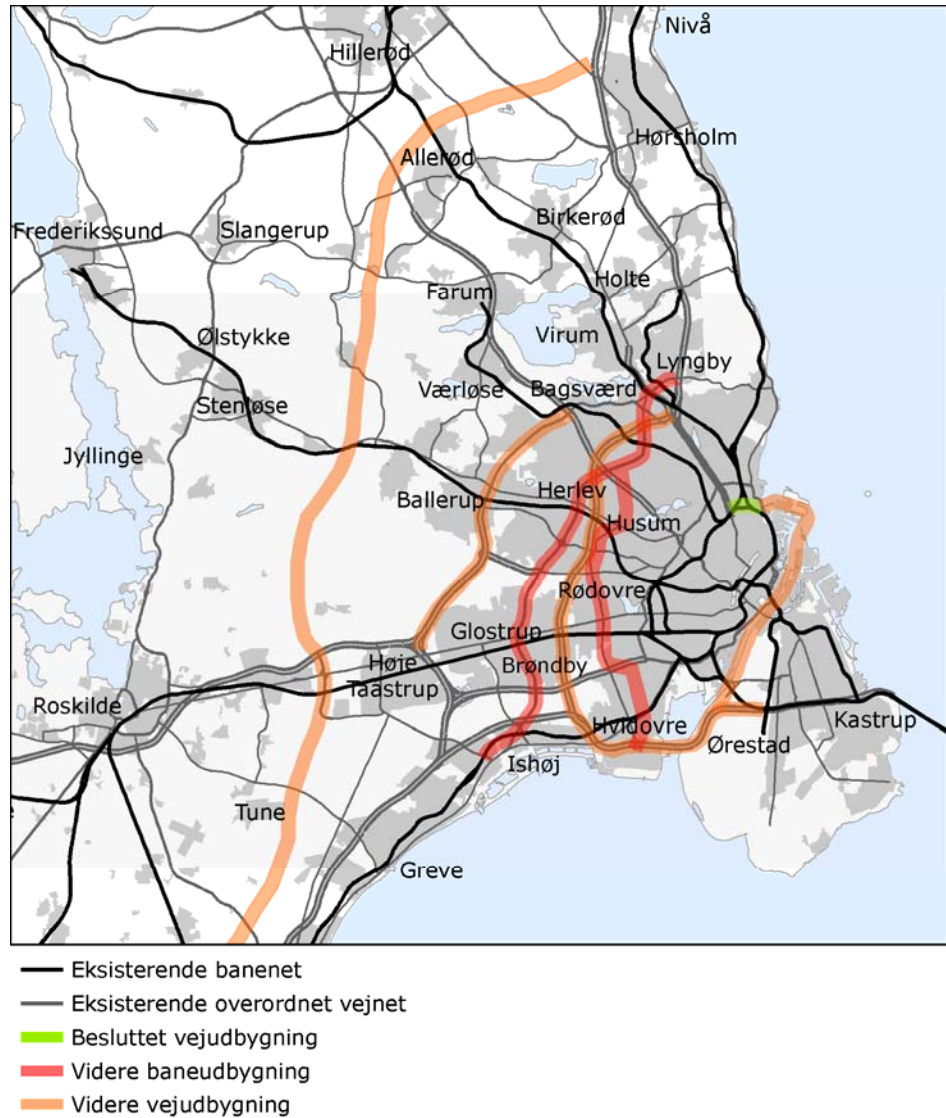 Nivå
Hillerød
Hørsholm
Allerød
Birkerød
Frederikssund
Slangerup
Holte
Farum
Virum
Ølstykke
Lyngby
Værløse
Bagsværd
Stenløse
Jyllinge
Ballerup
Herlev
Husum
Rødovre
Glostrup
Høje
Taastrup
Brøndby
Roskilde
Hvidovre
Kastrup
Ørestad
Ishøj
Tune
Greve
Eksisterende banenet
Eksisterende overordnet vejnet
Besluttet vejudbygning
Videre baneudbygning
Videre vejudbygning